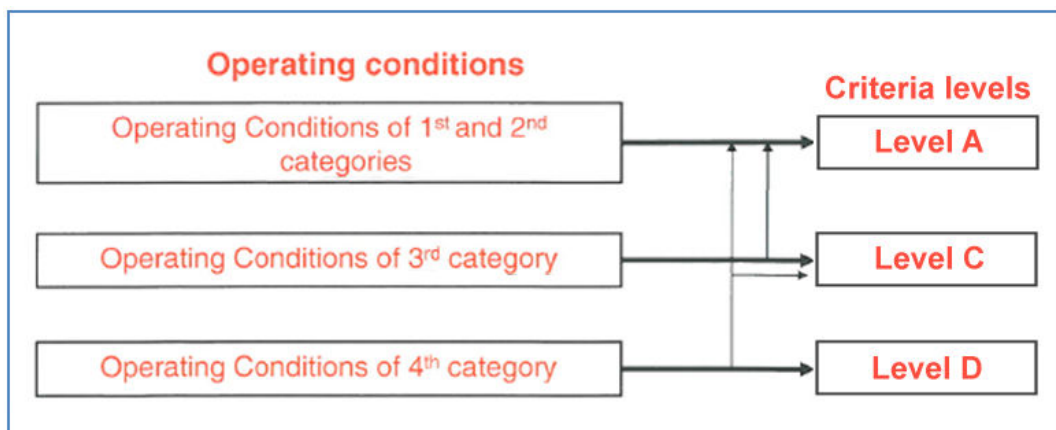 Operating conditions
Criteria levels
Operating Conditions of 1st and 2nd
categories
Level A
Operating Conditions of 3rd category
Level C
Operating Conditions of 4th category
Level D